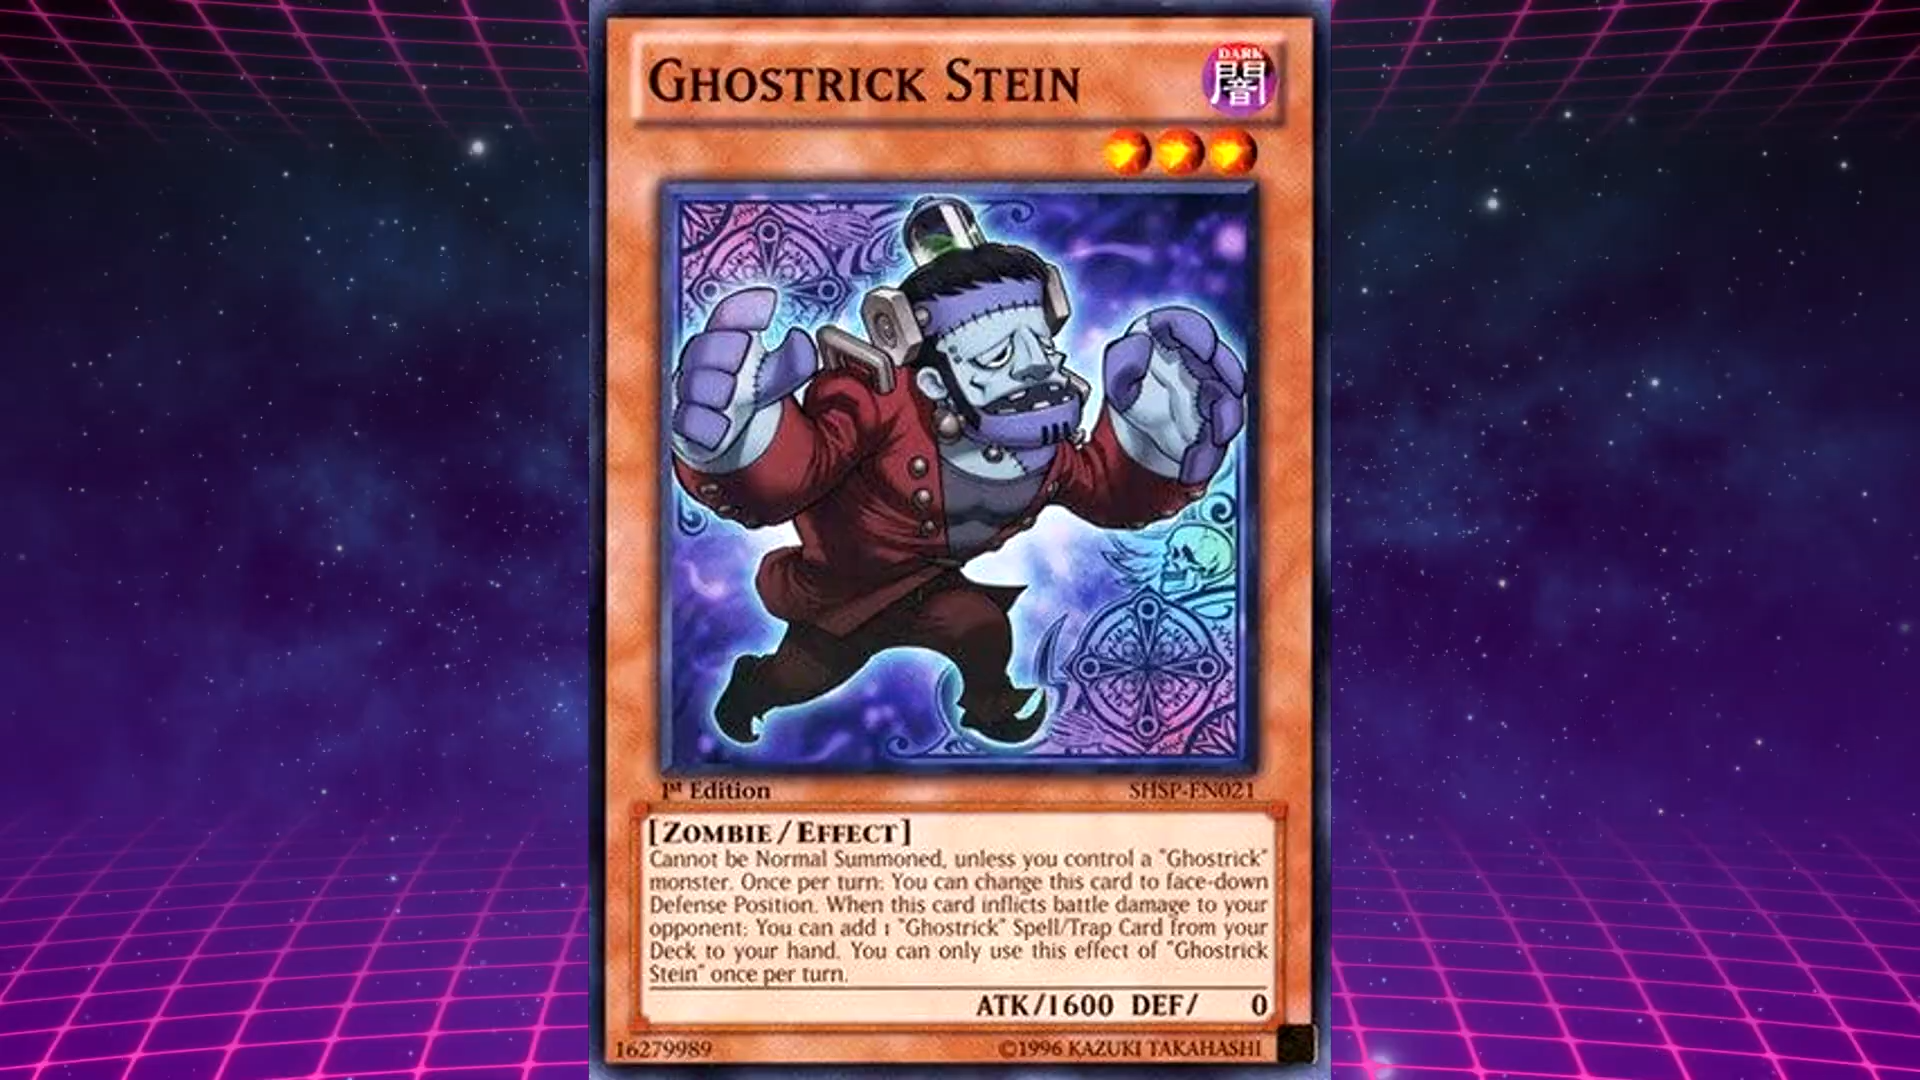 GHOSTRICK STEIN
DARK
闇
1st Edition
SHSP-EN021
[ZOMBIE/EFFECT]
Cannot be Normal Summoned, unless you control a "Ghostrick"
monster. Once per turn: You can change this card to face-down
Defense Position. When this card inflicts battle damage to your
opponent: You can add 1 "Ghostrick" Spell/Trap Card from your
Deck to your hand. You can only use this effect of "Ghostrick
Stein" once per turn.
ATK/1600 DEF/ 0
16279989
©1996 KAZUKI TAKAHASHI